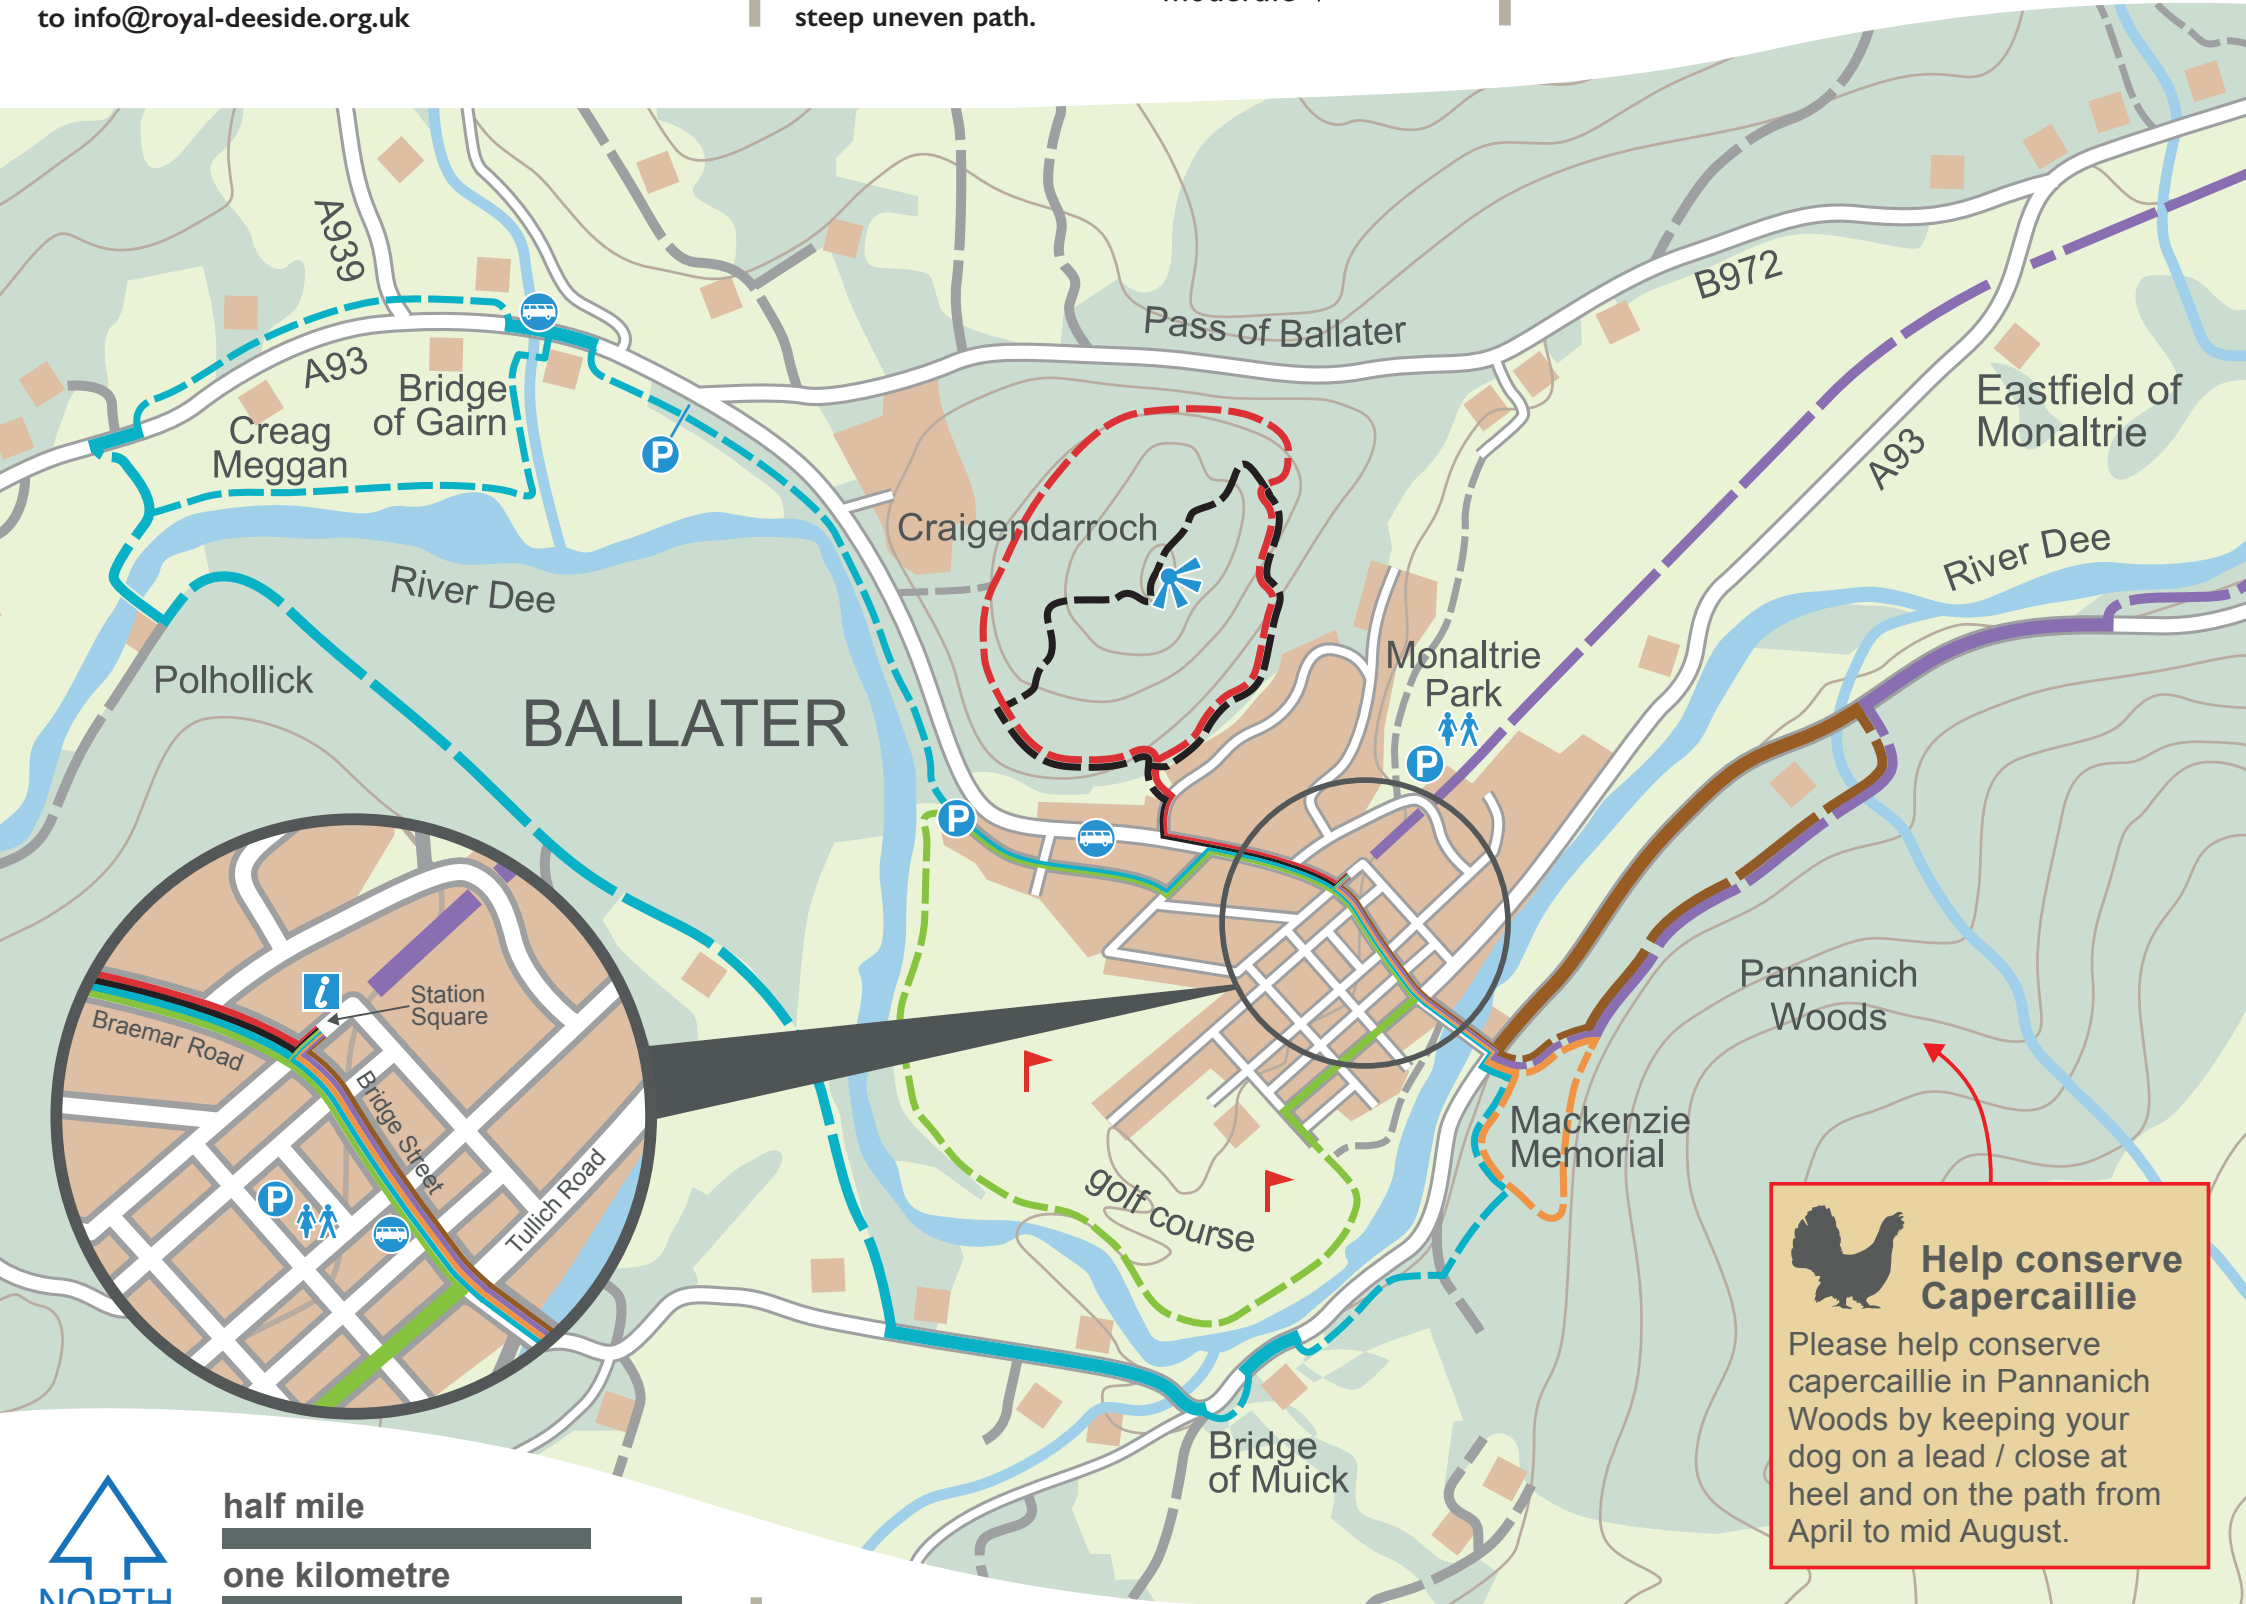 to info@royal-deeside.org.uk
steep uneven path.
A939
A93
Bridge
of Gairn
Creag
Meggan
P
Pass of Ballater
B972
Eastfield of
Monaltrie
A93
Craigendarroch
River Dee
River Dee
Polhollick
BALLATER
Monaltrie
Park
P
P
Pannanich
Woods
Mackenzie
Memorial
golf course
Bridge
of Muick
i
Station
Square
Braemar Road
Bridge Street
Tullich Road
P
Help conserve
Capercaillie
Please help conserve
capercaillie in Pannanich
Woods by keeping your
dog on a lead / close at
heel and on the path from
April to mid August.
half mile
one kilometre
NORTH